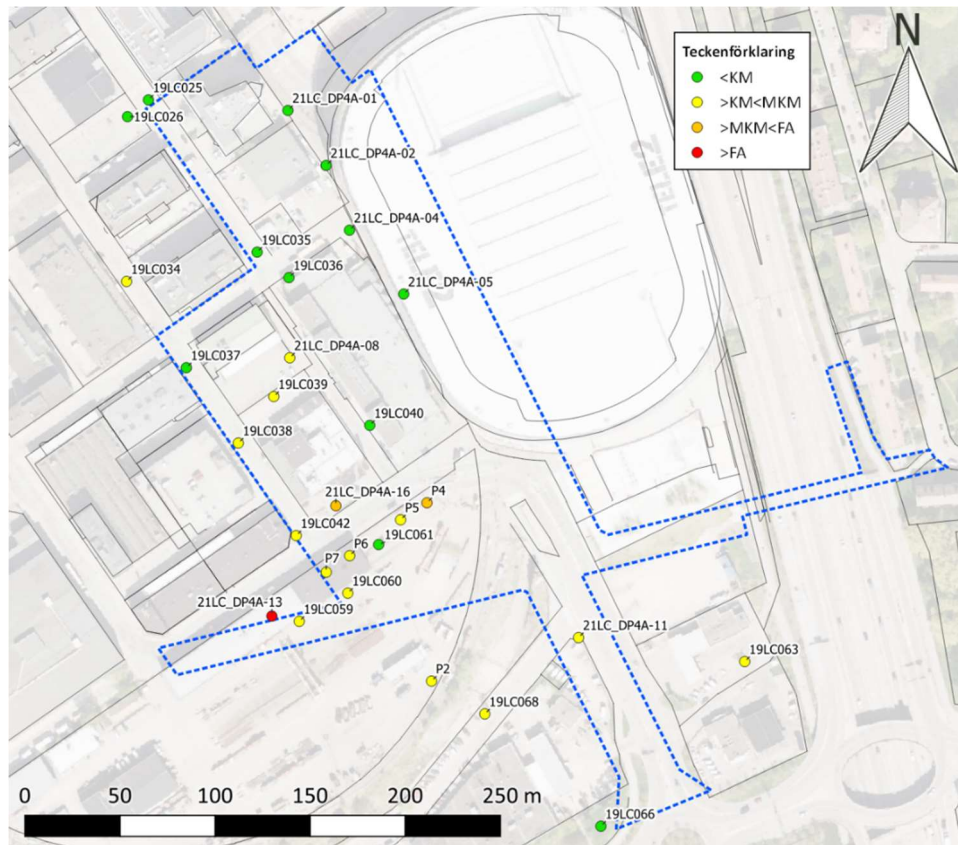 N
Teckenförklaring
<KM
>KM<MKM
>MKM<FA
>FA
19LC025
19LC026
21LC_DP4A-01
21LC_DP4A-02
21LC_DP4A-04
19LC035
19LC036
19LC034
21LC_DP4A-05
21LC_DP4A-08
19LC037
19LC039
19LC040
19LC038
21LC_DP4A-16
P4
P5
19LC042
19LC061
P6
P7
19LC060
21LC_DP4A-13
19LC059
21LC_DP4A-11
19LC063
P2
19LC068
19LC066
0 50 100 150 200 250 m